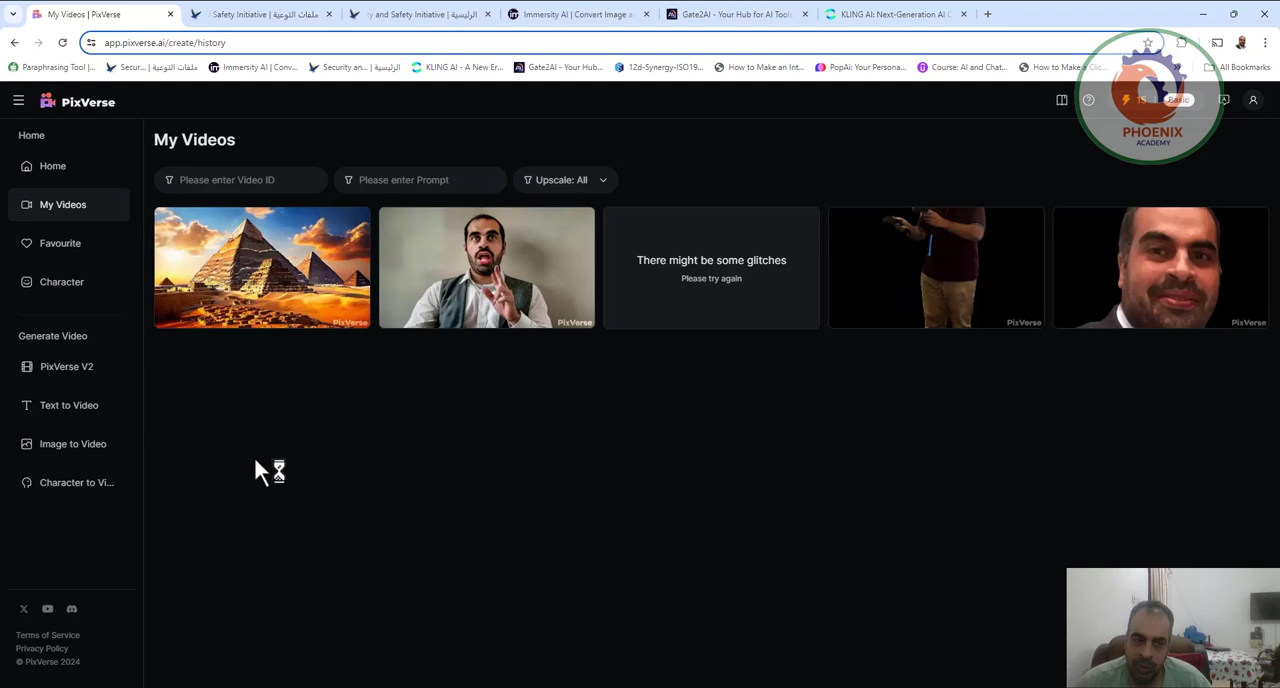 My Videos | PixVerse
Safety Initiative | ملفات التوعية
ty and Safety Initiative | الرئيسية
Immersity AI | Convert Image a
Gate2AI - Your Hub for AI Tools
KLING AI: Next-Generation AI C
app.pixverse.ai/create/history
Paraphrasing Tool |...
Secur... | ملفات التوعية
Immersity AI | Conv...
Security an... | الرئيسية
KLING AI - A New Er...
Gate2AI - Your Hub...
12d-Synergy-ISO19...
How to Make an Int...
PopAi: Your Persona...
Course: AI and Chat...
How to Make a Clic...
All Bookmarks
PixVerse
15
Basic
PHOENIX
ACADEMY
Home
Home
My Videos
Favourite
Character
Generate Video
PixVerse V2
Text to Video
Image to Video
Character to Vi...
Terms of Service
Privacy Policy
© PixVerse 2024
My Videos
Please enter Video ID
Please enter Prompt
Upscale: All
PixVerse
PixVerse
There might be some glitches
Please try again
PixVerse
PixVerse